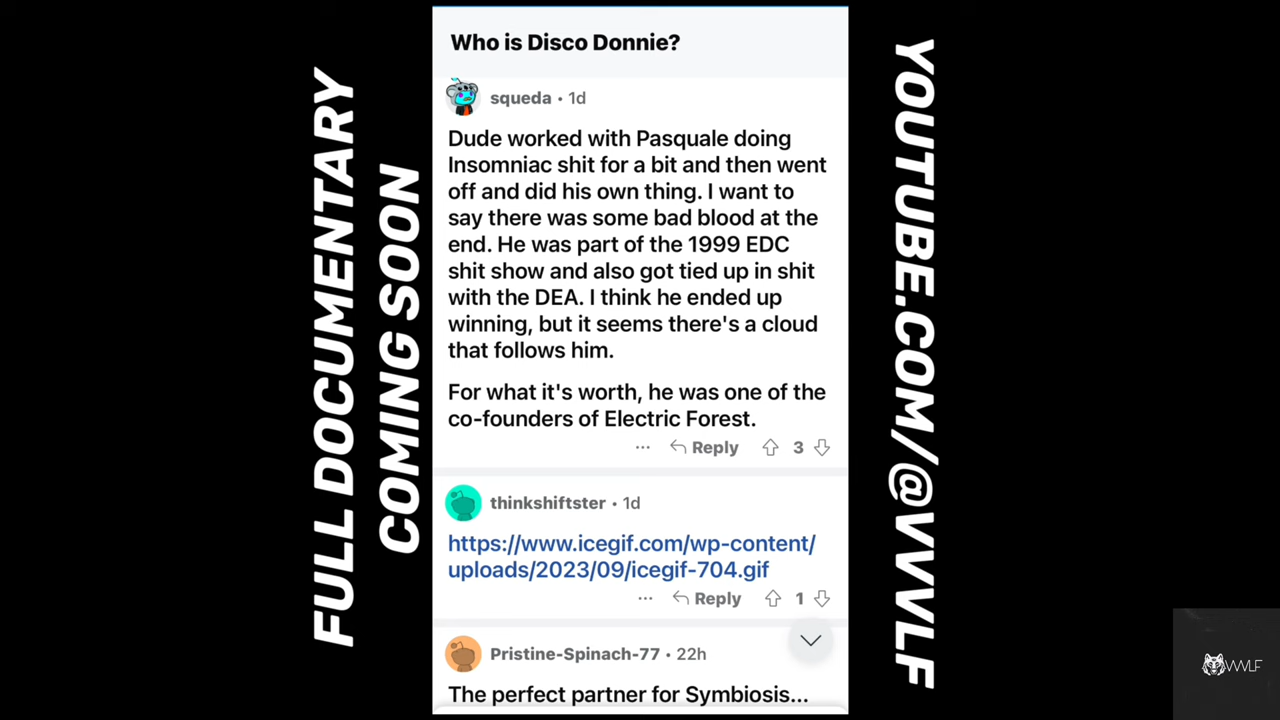 FULL DOCUMENTARY
COMING SOON
Who is Disco Donnie?
squeda • 1d
Dude worked with Pasquale doing
Insomniac shit for a bit and then went
off and did his own thing. I want to
say there was some bad blood at the
end. He was part of the 1999 EDC
shit show and also got tied up in shit
with the DEA. I think he ended up
winning, but it seems there's a cloud
that follows him.
For what it's worth, he was one of the
co-founders of Electric Forest.
... Reply 3
thinkshiftster • 1d
https://www.icegif.com/wp-content/
uploads/2023/09/icegif-704.gif
... Reply 1
Pristine-Spinach-77 • 22h
The perfect partner for Symbiosis...
YOUTUBE.COM/@VVVLF
VVVLF